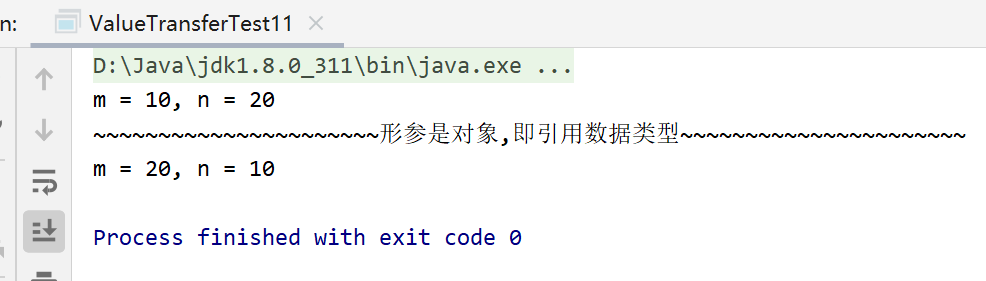 n: ValueTransferTest11
D:\Java\jdk1.8.0_311\bin\java.exe ...
m = 10, n = 20
~~~~~~~~~~~~~~~~~~~~~~形参是对象,即引用数据类型~~~~~~~~~~~~~~~~~~~~~~
m = 20, n = 10
Process finished with exit code 0